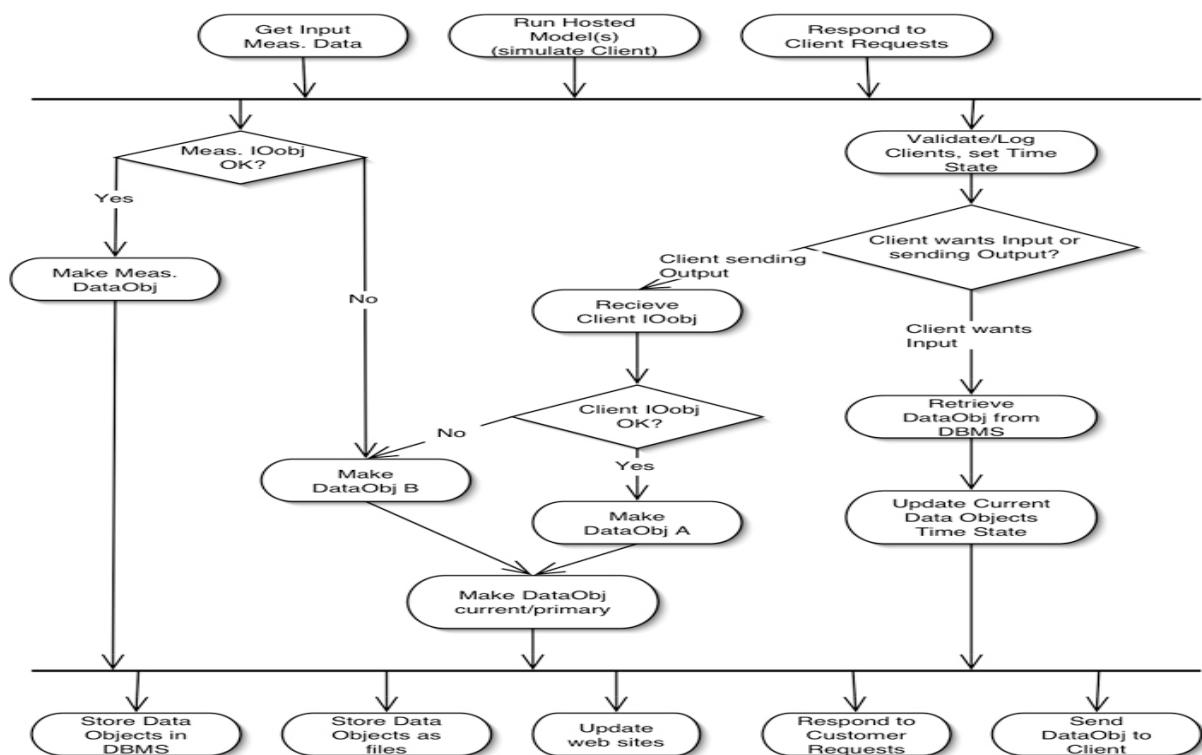 Get Input
Meas. Data
Run Hosted
Model(s)
(simulate Client)
Respond to
Client Requests
Meas. IOobj
OK?
Validate/Log
Clients, set Time
State
Yes
Client wants Input or
sending Output?
Make Meas.
DataObj
Client sending
Output
No
Recieve
Client IOobj
Client wants
Input
Client IOobj
OK?
Retrieve
DataObj from
DBMS
No
Yes
Make
DataObj B
Make
DataObj A
Update Current
Data Objects
Time State
Make DataObj
current/primary
Store Data
Objects in
DBMS
Store Data
Objects as
files
Update
web sites
Respond to
Customer
Requests
Send
DataObj to
Client